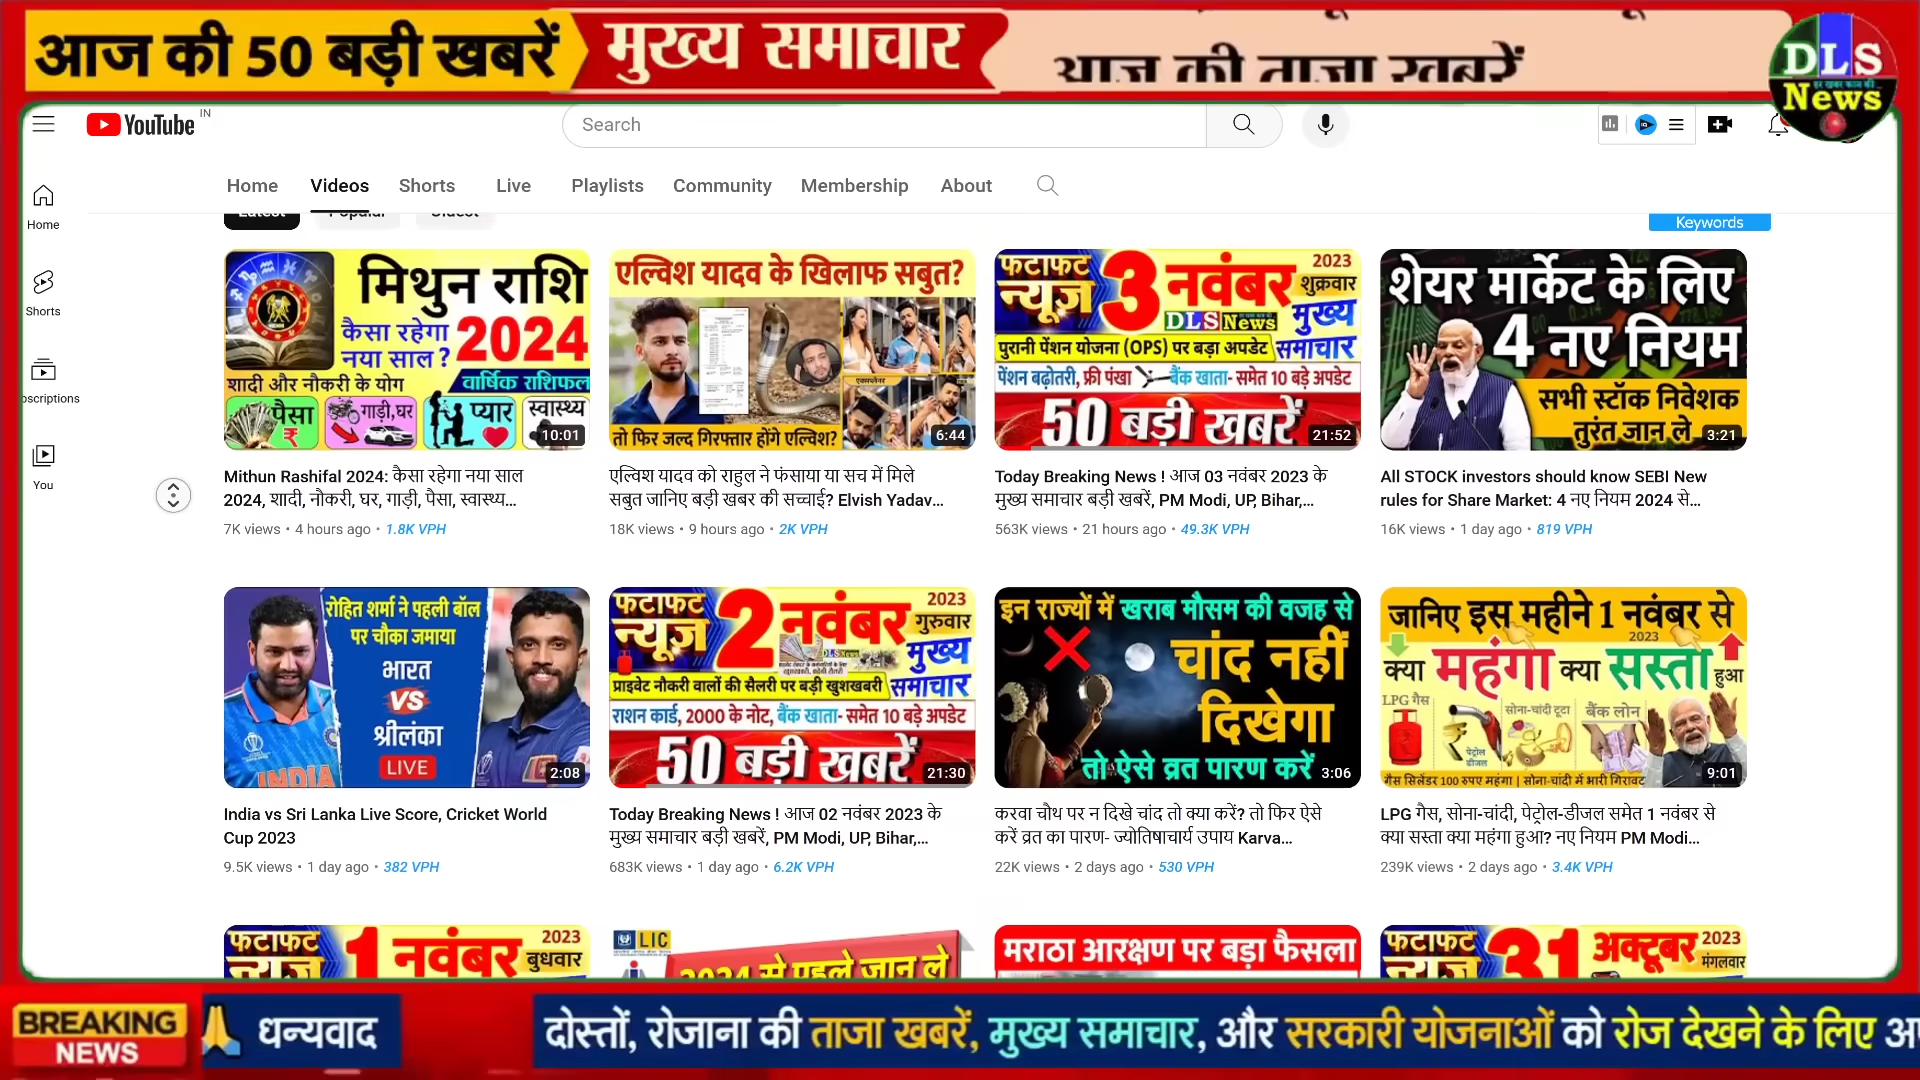 आज की 50 बड़ी खबरें
मुख्य समाचार
आज की ताजा खबरें
DLS
News
YouTube IN
Search
Home
Videos
Shorts
Live
Playlists
Community
Membership
About
Latest
Popular
Oldest
Keywords
Home
Shorts
bscriptions
You
मिथुन राशि
कैसा रहेगा
नया साल ?
2024
शादी और नौकरी के योग
वार्षिक राशिफल
पैसा
गाड़ी,घर
प्यार
स्वास्थ्य
10:01
Mithun Rashifal 2024: कैसा रहेगा नया साल
2024, शादी, नौकरी, घर, गाड़ी, पैसा, स्वास्थ्य...
7K views • 4 hours ago • 1.8K VPH
एल्विश यादव के खिलाफ सबुत?
तो फिर जल्द गिरफ्तार होंगे एल्विश?
6:44
एल्विश यादव को राहुल ने फंसाया या सच में मिले
सबुत जानिए बड़ी खबर की सच्चाई? Elvish Yadav...
18K views • 9 hours ago • 2K VPH
फटाफट
न्यूज़
3 नवंबर
2023
शुक्रवार
DLS News
मुख्य
समाचार
पुरानी पेंशन योजना (OPS) पर बड़ा अपडेट
पेंशन बढ़ोतरी, फ्री पंखा
बैंक खाता- समेत 10 बड़े अपडेट
50 बड़ी खबरें
21:52
Today Breaking News ! आज 03 नवंबर 2023 के
मुख्य समाचार बड़ी खबरें, PM Modi, UP, Bihar,...
563K views • 21 hours ago • 49.3K VPH
शेयर मार्केट के लिए
4 नए नियम
सभी स्टॉक निवेशक
तुरंत जान ले
3:21
All STOCK investors should know SEBI New
rules for Share Market: 4 नए नियम 2024 से...
16K views • 1 day ago • 819 VPH
रोहित शर्मा ने पहली बॉल
पर चौका जमाया
भारत
VS
श्रीलंका
LIVE
INDIA
2:08
India vs Sri Lanka Live Score, Cricket World
Cup 2023
9.5K views • 1 day ago • 382 VPH
फटाफट
न्यूज़
2 नवंबर
2023
गुरुवार
मुख्य
समाचार
प्राइवेट नौकरी वालों की सैलरी पर बड़ी खुशखबरी
राशन कार्ड, 2000 के नोट, बैंक खाता- समेत 10 बड़े अपडेट
50 बड़ी खबरें
21:30
Today Breaking News ! आज 02 नवंबर 2023 के
मुख्य समाचार बड़ी खबरें, PM Modi, UP, Bihar,...
683K views • 1 day ago • 6.2K VPH
इन राज्यों में खराब मौसम की वजह से
चांद नहीं
दिखेगा
तो ऐसे व्रत पारण करें
3:06
करवा चौथ पर न दिखे चांद तो क्या करें? तो फिर ऐसे
करें व्रत का पारण- ज्योतिषाचार्य उपाय Karva...
22K views • 2 days ago • 530 VPH
जानिए इस महीने 1 नवंबर से
2023
क्या महंगा क्या सस्ता हुआ
LPG गैस
पेट्रोल
डीजल
सोना-चांदी टूटा
बैंक लोन
गैस सिलेंडर 100 रुपए महंगा | सोना-चांदी में भारी गिरावट
9:01
LPG गैस, सोना-चांदी, पेट्रोल-डीजल समेत 1 नवंबर से
क्या सस्ता क्या महंगा हुआ? नए नियम PM Modi...
239K views • 2 days ago • 3.4K VPH
फटाफट
न्यूज़
1 नवंबर
2023
बुधवार
LIC
2024 से पहले जान ले
मराठा आरक्षण पर बड़ा फैसला
फटाफट
न्यूज़
31 अक्टूबर
2023
मंगलवार
BREAKING
NEWS
धन्यवाद
दोस्तों, रोजाना की ताजा खबरें, मुख्य समाचार, और सरकारी योजनाओं को रोज देखने के लिए